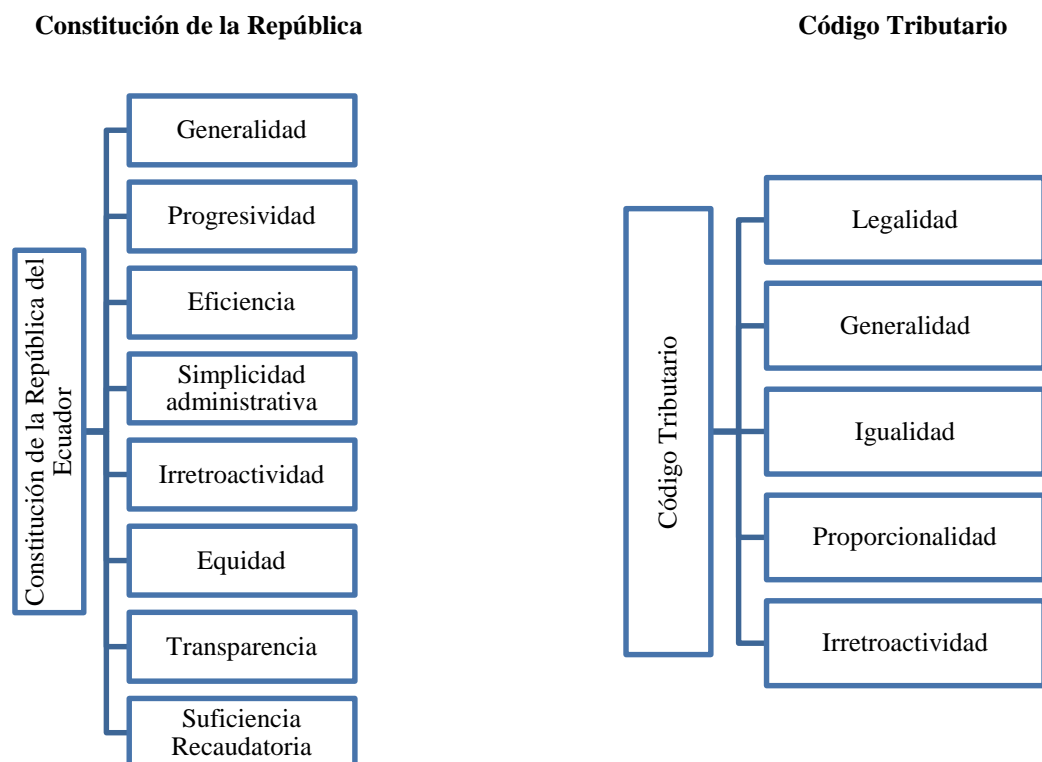 Constitución de la República
Código Tributario
Constitución de la República del
Ecuador
Generalidad
Progresividad
Eficiencia
Simplicidad
administrativa
Irretroactividad
Equidad
Transparencia
Suficiencia
Recaudatoria
Código Tributario
Legalidad
Generalidad
Igualidad
Proporcionalidad
Irretroactividad